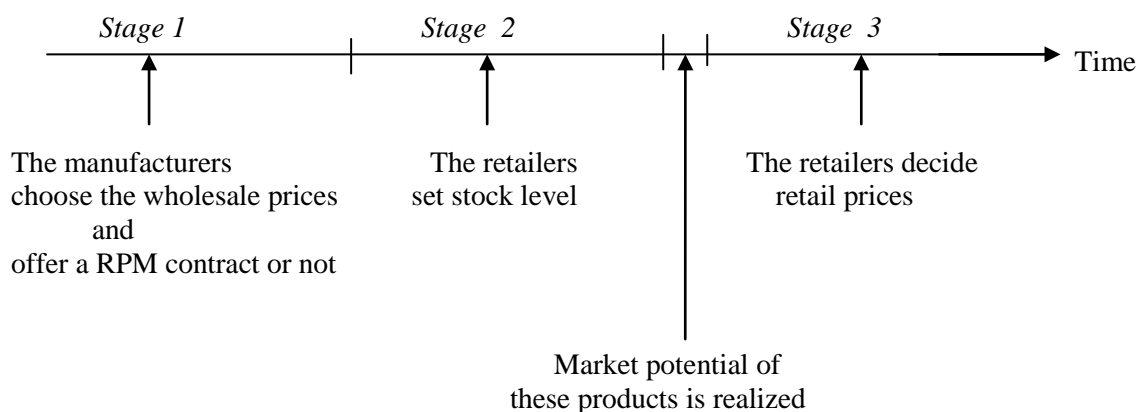 Stage 1
Stage 2
Stage 3
Time
The manufacturers
choose the wholesale prices
and
offer a RPM contract or not
The retailers
set stock level
The retailers decide
retail prices
Market potential of
these products is realized